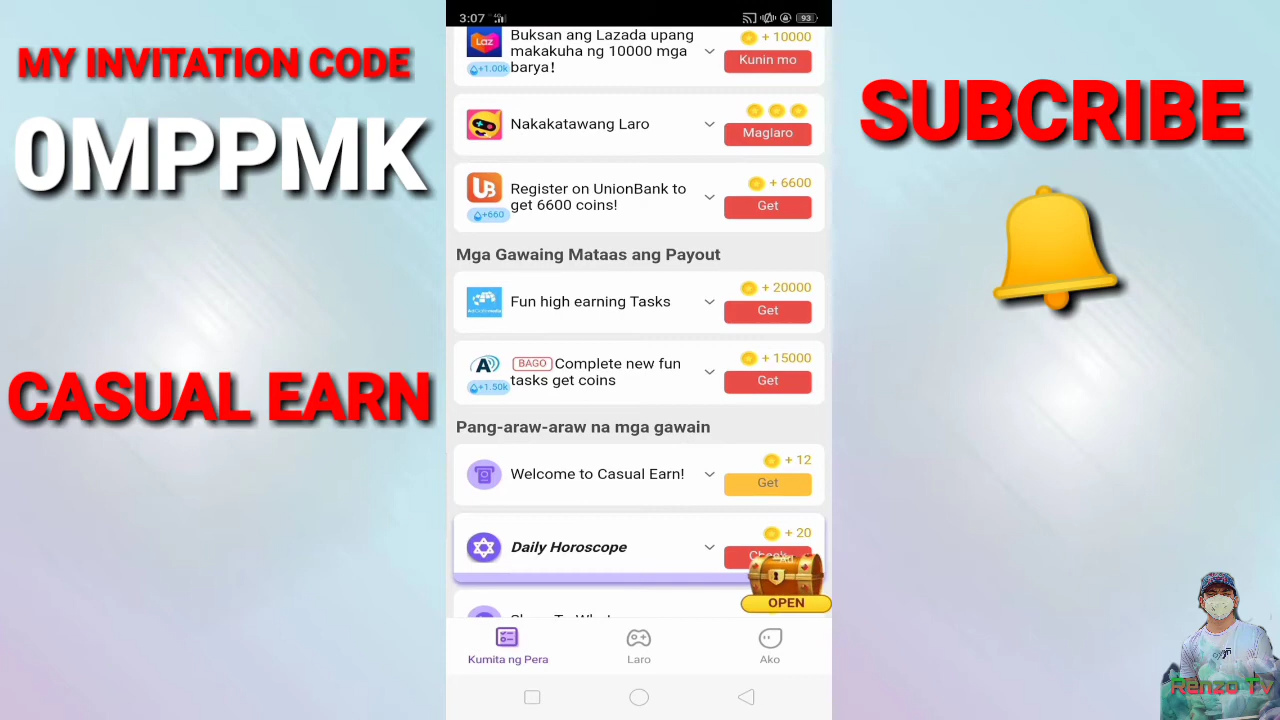 MY INVITATION CODE
0MPPMK
CASUAL EARN
3:07
4G
93
Laz
Buksan ang Lazada upang
makakuha ng 10000 mga
barya!
+1.00k
+ 10000
Kunin mo
Nakakatawang Laro
Maglaro
UB
Register on UnionBank to
get 6600 coins!
+660
+ 6600
Get
Mga Gawaing Mataas ang Payout
Fun high earning Tasks
+ 20000
Get
BAGO Complete new fun
tasks get coins
+1.50k
+ 15000
Get
Pang-araw-araw na mga gawain
Welcome to Casual Earn!
+ 12
Get
Daily Horoscope
+ 20
OPEN
Kumita ng Pera
Laro
Ako
SUBCRIBE
Renzo Tv